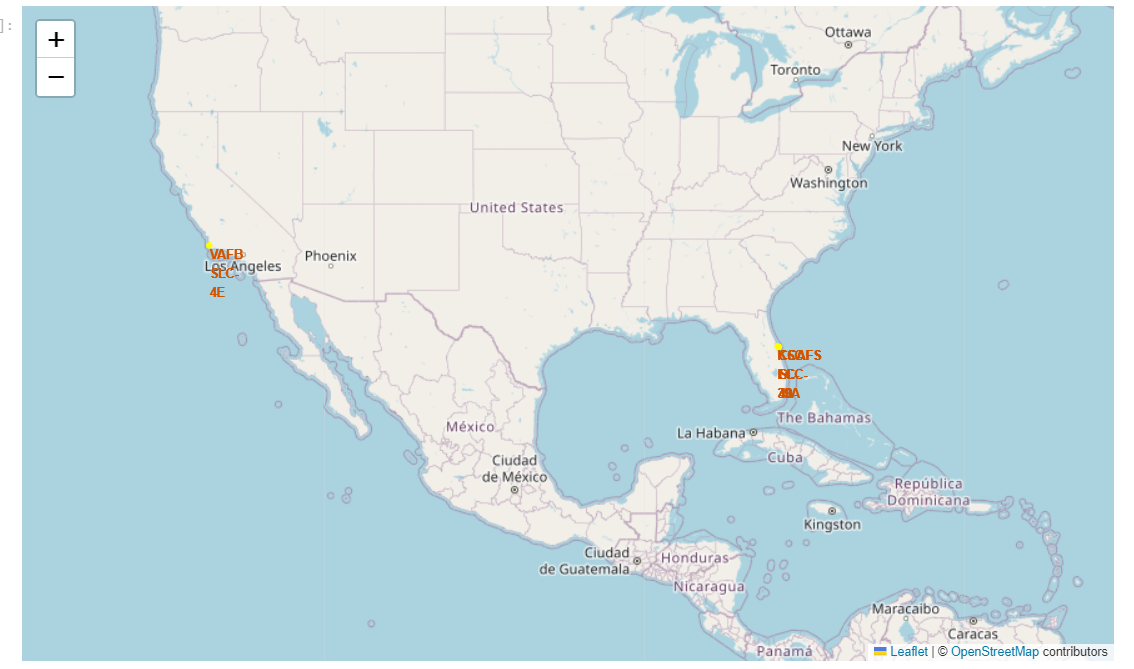 ]:
+
−
Ottawa
Toronto
New York
Washington
United States
VAFB
SLC-
4E
Los Angeles
Phoenix
México
La Habana
The Bahamas
Cuba
Ciudad
de México
República
Dominicana
Kingston
Ciudad
de Guatemala
Honduras
Nicaragua
Maracaibo
Caracas
Panamá
Leaflet | © OpenStreetMap contributors